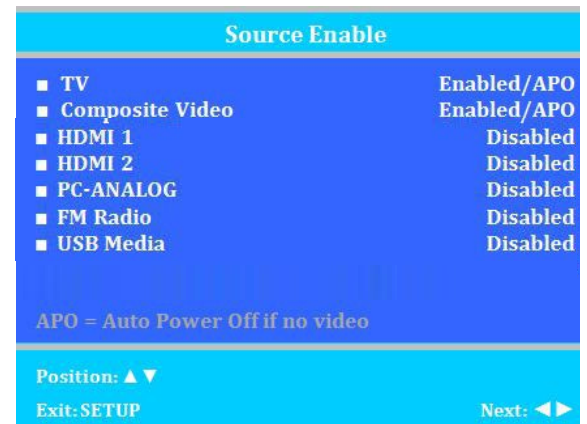 Source Enable
■ TV Enabled/APO
■ Composite Video Enabled/APO
■ HDMI 1 Disabled
■ HDMI 2 Disabled
■ PC-ANALOG Disabled
■ FM Radio Disabled
■ USB Media Disabled
APO = Auto Power Off if no video
Position: ▲ ▼
Exit: SETUP Next: ◀ ▶